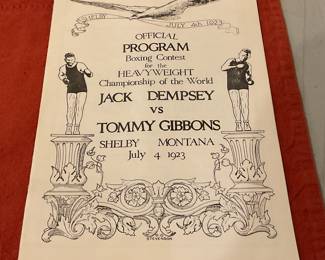 SHELBY
JULY 4th 1923
OFFICIAL
PROGRAM
Boxing Contest
for the
HEAVYWEIGHT
Championship of the World
JACK DEMPSEY
VS
TOMMY GIBBONS
SHELBY MONTANA
July 4 1923
STEVENSON